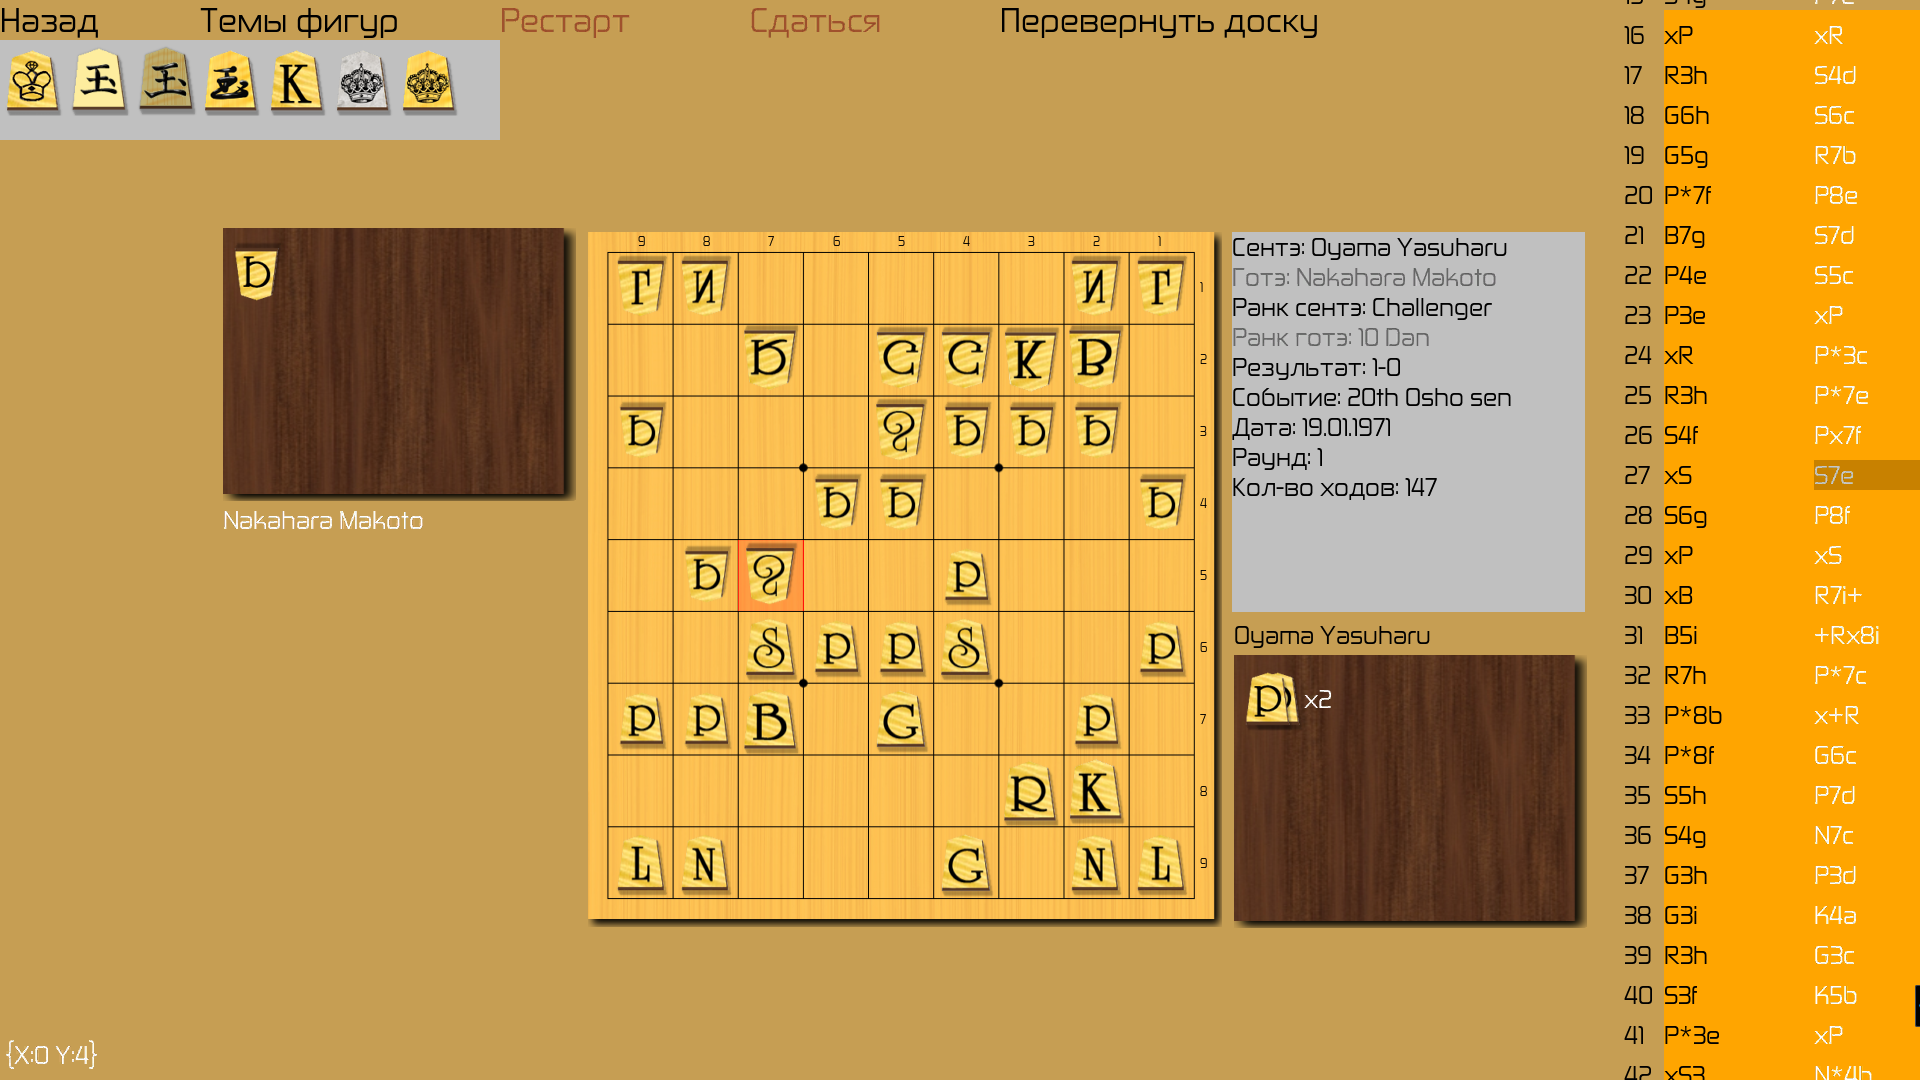 Назад Темы фигур Рестарт Сдаться Перевернуть доску
玉 玉 玉 K
9 8 7 6 5 4 3 2 1
1
2
3
4
5
P S S P
P P B G P
R K
L N G N L
P P P
6
7
8
9
Nakahara Makoto
Сентэ: Oyama Yasuharu
Готэ: Nakahara Makoto
Ранк сентэ: Challenger
Ранк готэ: 10 Dan
Результат: 1-0
Событие: 20th Osho sen
Дата: 19.01.1971
Раунд: 1
Кол-во ходов: 147
Oyama Yasuharu
P x2
16 xP xR
17 R3h S4d
18 G6h S6c
19 G5g R7b
20 P*7f P8e
21 B7g S7d
22 P4e S5c
23 P3e xP
24 xR P*3c
25 R3h P*7e
26 S4f Px7f
27 xS S7e
28 S6g P8f
29 xP xS
30 xB R7i+
31 B5i +Rx8i
32 R7h P*7c
33 P*8b x+R
34 P*8f G6c
35 S5h P7d
36 S4g N7c
37 G3h P3d
38 G3i K4a
39 R3h G3c
40 S3f K5b
41 P*3e xP
42 xS3 N*4b
{X:0 Y:4}